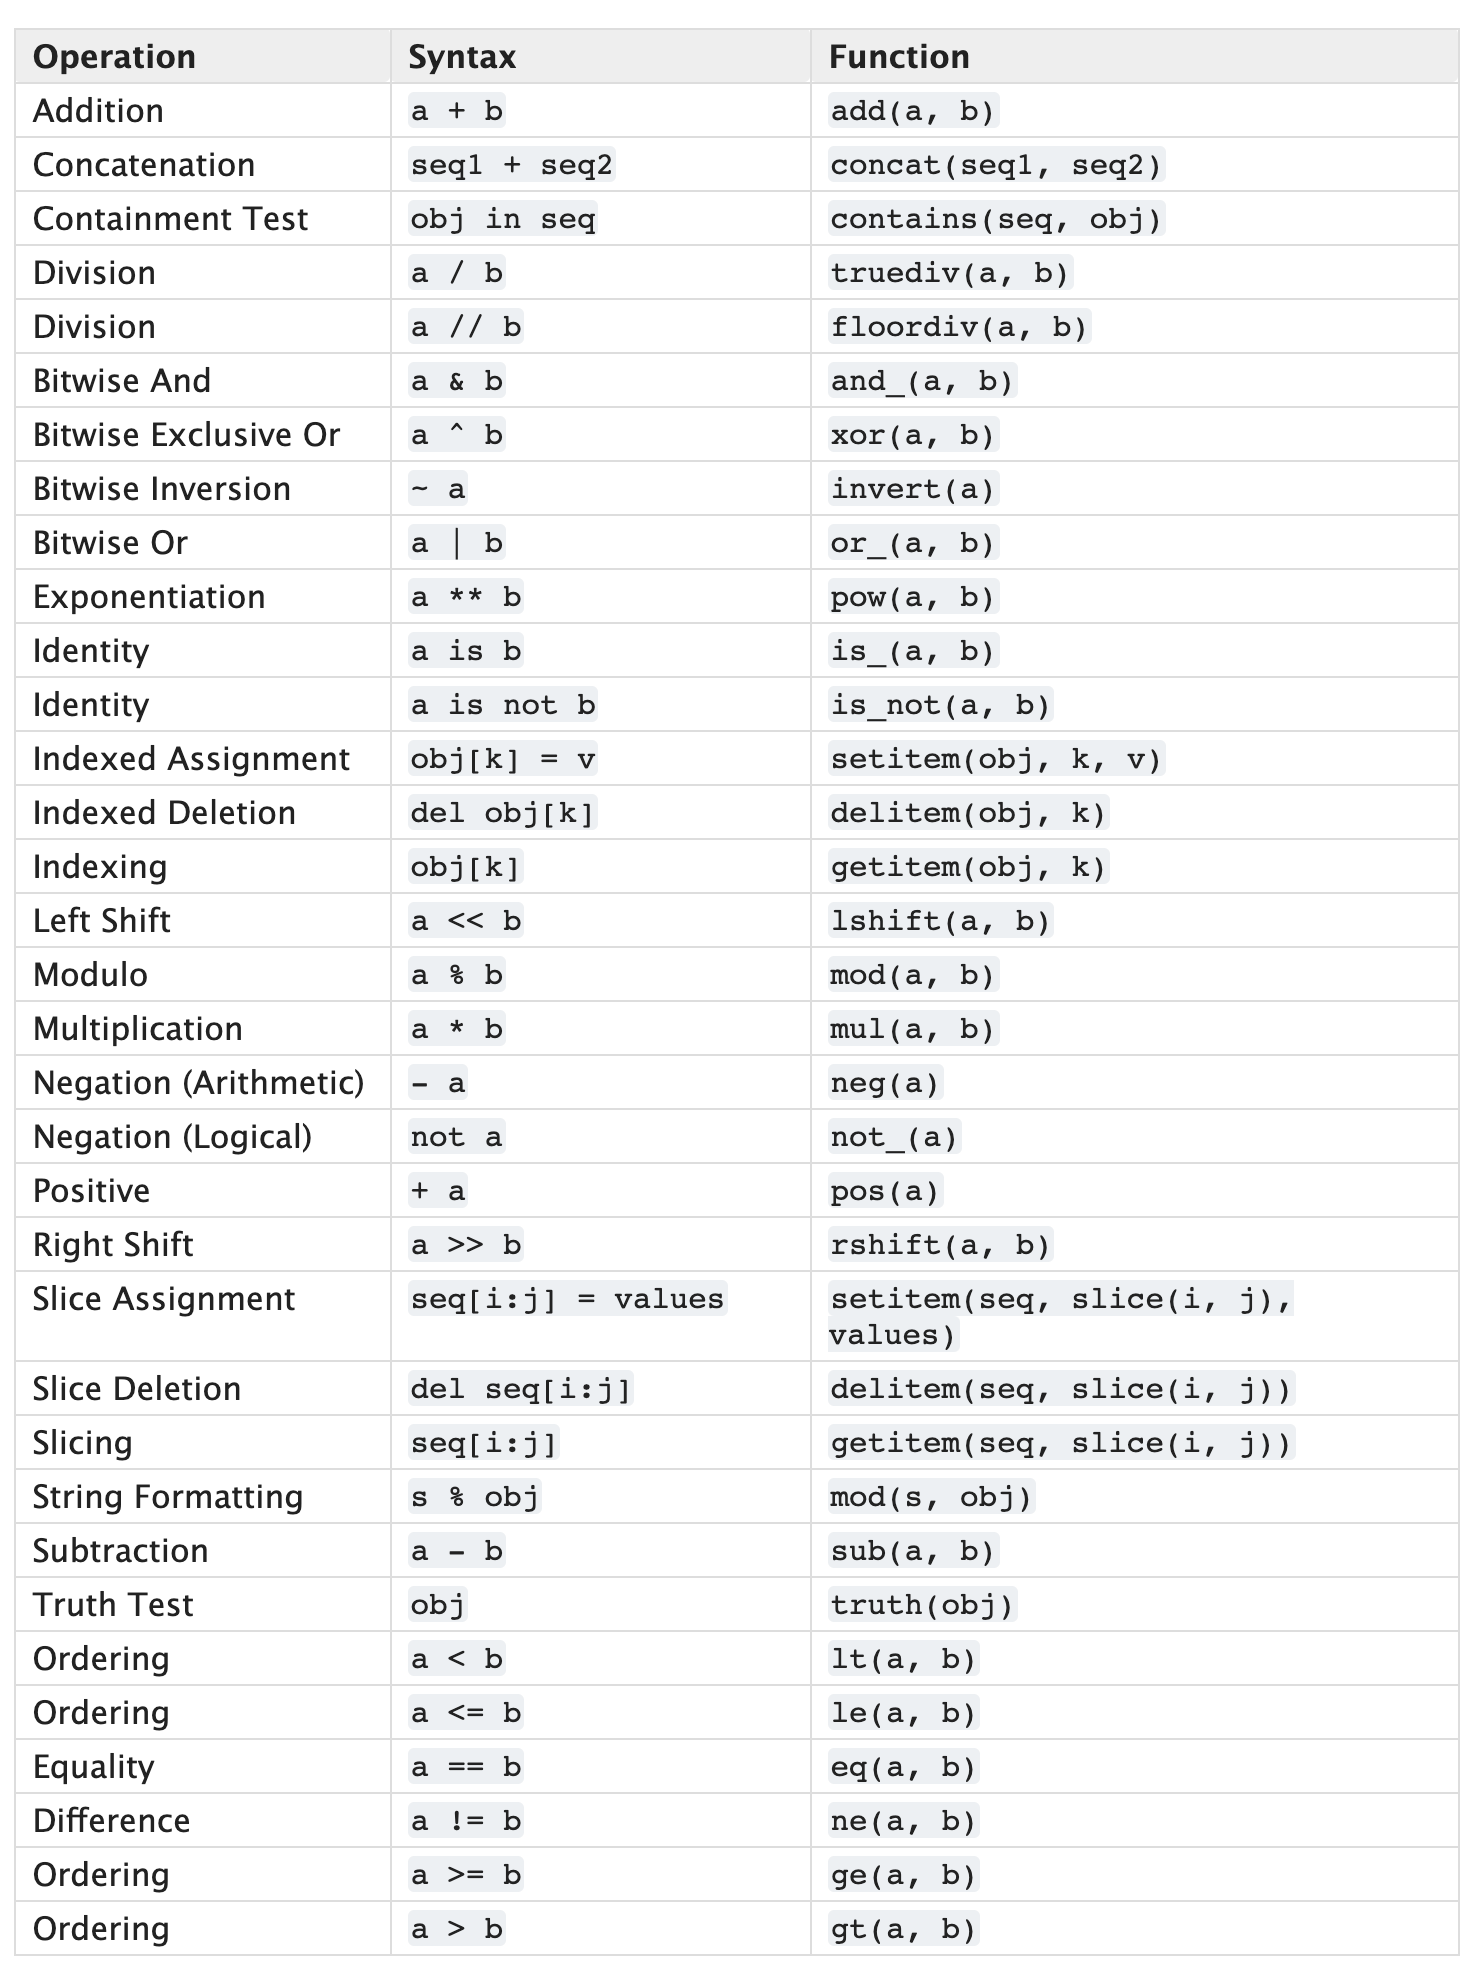 Operation Syntax Function
Addition a + b add(a, b)
Concatenation seq1 + seq2 concat(seq1, seq2)
Containment Test obj in seq contains(seq, obj)
Division a / b truediv(a, b)
Division a // b floordiv(a, b)
Bitwise And a & b and_(a, b)
Bitwise Exclusive Or a ^ b xor(a, b)
Bitwise Inversion ~ a invert(a)
Bitwise Or a | b or_(a, b)
Exponentiation a ** b pow(a, b)
Identity a is b is_(a, b)
Identity a is not b is_not(a, b)
Indexed Assignment obj[k] = v setitem(obj, k, v)
Indexed Deletion del obj[k] delitem(obj, k)
Indexing obj[k] getitem(obj, k)
Left Shift a << b lshift(a, b)
Modulo a % b mod(a, b)
Multiplication a * b mul(a, b)
Negation (Arithmetic) - a neg(a)
Negation (Logical) not a not_(a)
Positive + a pos(a)
Right Shift a >> b rshift(a, b)
Slice Assignment seq[i:j] = values setitem(seq, slice(i, j),
values)
Slice Deletion del seq[i:j] delitem(seq, slice(i, j))
Slicing seq[i:j] getitem(seq, slice(i, j))
String Formatting s % obj mod(s, obj)
Subtraction a - b sub(a, b)
Truth Test obj truth(obj)
Ordering a < b lt(a, b)
Ordering a <= b le(a, b)
Equality a == b eq(a, b)
Difference a != b ne(a, b)
Ordering a >= b ge(a, b)
Ordering a > b gt(a, b)